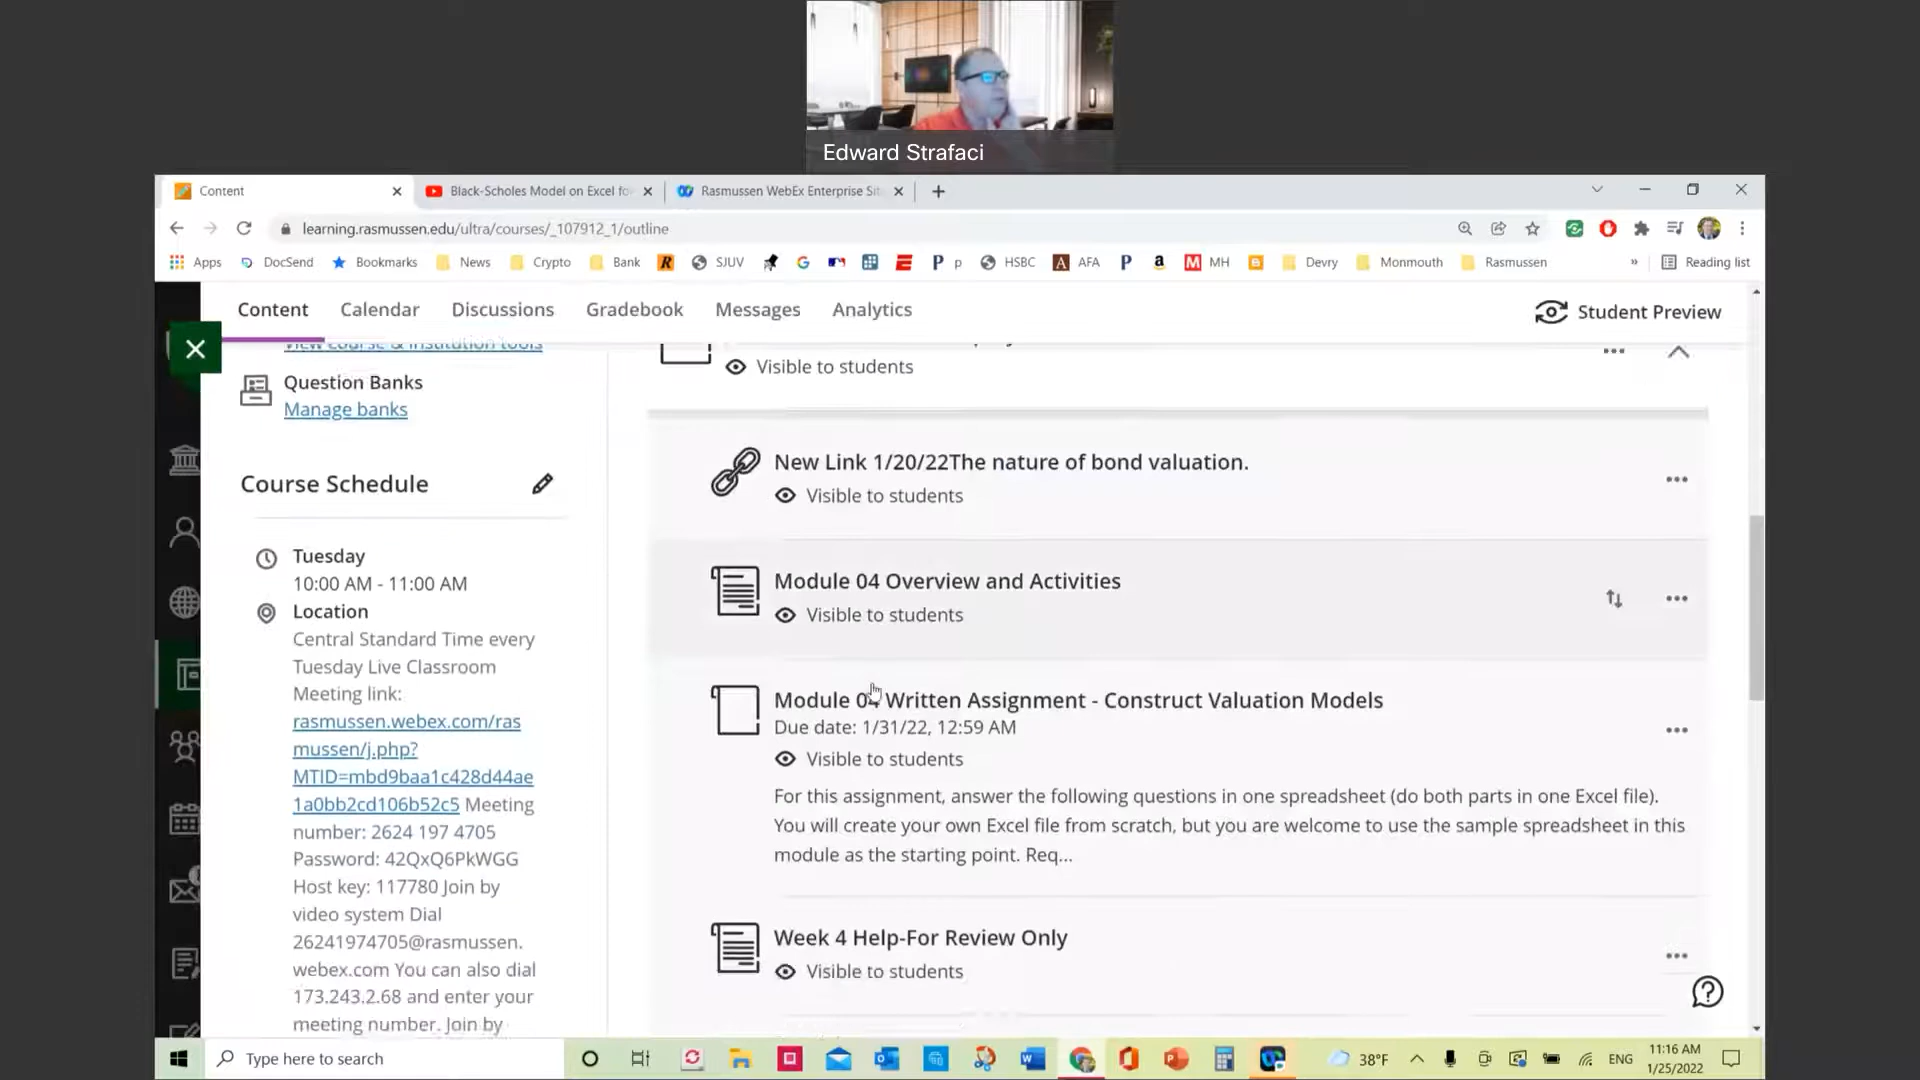 Edward Strafaci
Content
Black-Scholes Model on Excel fo
Rasmussen WebEx Enterprise Sit
learning.rasmussen.edu/ultra/courses/_107912_1/outline
Apps DocSend Bookmarks News Crypto Bank SJUV P p HSBC AFA MH Devry Monmouth Rasmussen » Reading list
Content Calendar Discussions Gradebook Messages Analytics
Student Preview
View course & institution tools
Visible to students
Question Banks
Manage banks
Course Schedule
Tuesday
10:00 AM - 11:00 AM
Location
Central Standard Time every
Tuesday Live Classroom
Meeting link:
rasmussen.webex.com/ras
mussen/j.php?
MTID=mbd9baa1c428d44ae
1a0bb2cd106b52c5 Meeting
number: 2624 197 4705
Password: 42QxQ6PkWGG
Host key: 117780 Join by
video system Dial
26241974705@rasmussen.
webex.com You can also dial
173.243.2.68 and enter your
meeting number. Join by
New Link 1/20/22The nature of bond valuation.
Visible to students
Module 04 Overview and Activities
Visible to students
Module 04 Written Assignment - Construct Valuation Models
Due date: 1/31/22, 12:59 AM
Visible to students
For this assignment, answer the following questions in one spreadsheet (do both parts in one Excel file).
You will create your own Excel file from scratch, but you are welcome to use the sample spreadsheet in this
module as the starting point. Req...
Week 4 Help-For Review Only
Visible to students
Type here to search
38°F
ENG
11:16 AM
1/25/2022